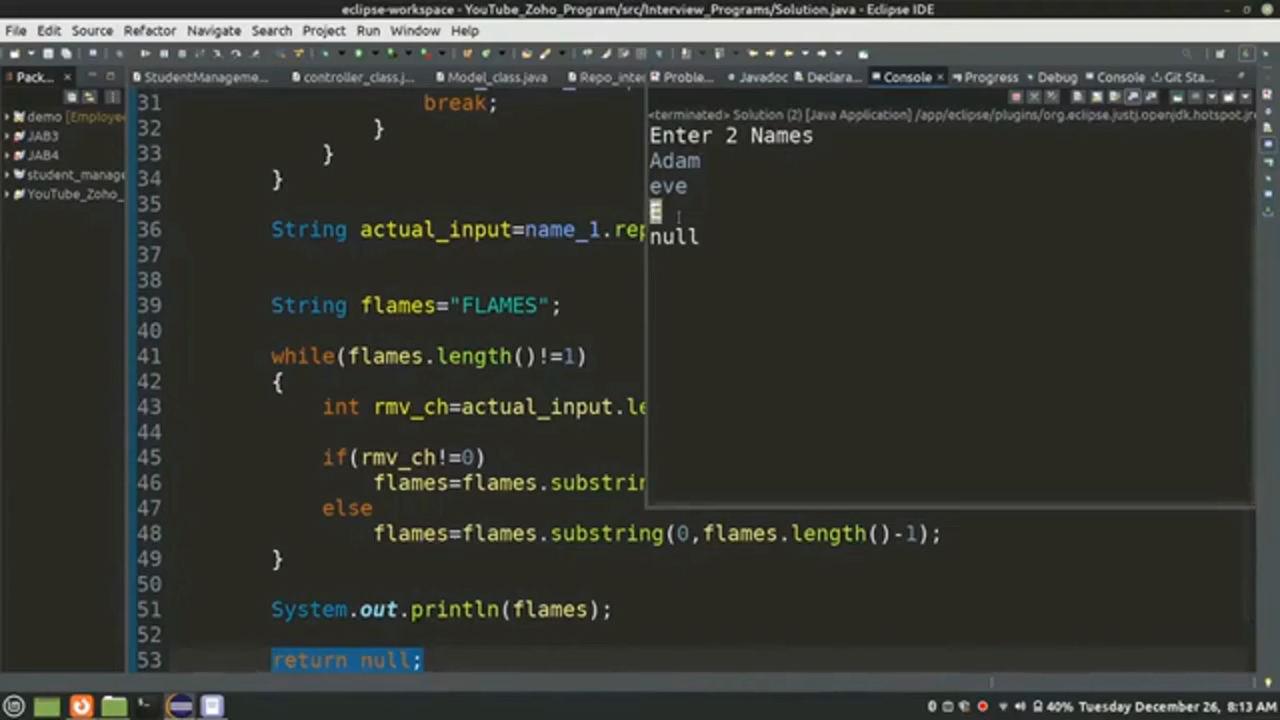 eclipse-workspace - YouTube_Zoho_Program/src/Interview_Programs/Solution.java - Eclipse IDE
File Edit Source Refactor Navigate Search Project Run Window Help
Pack...
StudentManageme... controller_class.j... Model_class.java Repo_inte
Proble... Javadoc Declara... Console Progress Debug Console Git Sta...
demo [Employe
JAB3
JAB4
student_manage
YouTube_Zoho_
31 break;
32 }
33 }
34 }
35
36 String actual_input=name_1.rep
37
38
39 String flames="FLAMES";
40
41 while(flames.length()!=1)
42 {
43 int rmv_ch=actual_input.le
44
45 if(rmv_ch!=0)
46 flames=flames.substrin
47 else
48 flames=flames.substring(0,flames.length()-1);
49 }
50
51 System.out.println(flames);
52
53 return null;
<terminated> Solution (2) [Java Application] /app/eclipse/plugins/org.eclipse.justj.openjdk.hotspot.jr
Enter 2 Names
Adam
eve
null
40% Tuesday December 26, 8:13 AM